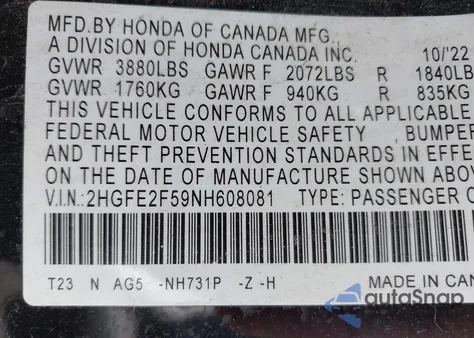 MFD.BY HONDA OF CANADA MFG.,
A DIVISION OF HONDA CANADA INC. 10/'22
GVWR 3880LBS GAWR F 2072LBS R 1840LB
GVWR 1760KG GAWR F 940KG R 835KG
THIS VEHICLE CONFORMS TO ALL APPLICABLE
FEDERAL MOTOR VEHICLE SAFETY , BUMPER
AND THEFT PREVENTION STANDARDS IN EFFE
ON THE DATE OF MANUFACTURE SHOWN ABOV
V.I.N.:2HGFE2F59NH608081 TYPE: PASSENGER C
T23 N AG5 -NH731P -Z -H
MADE IN CAN
autoSnap